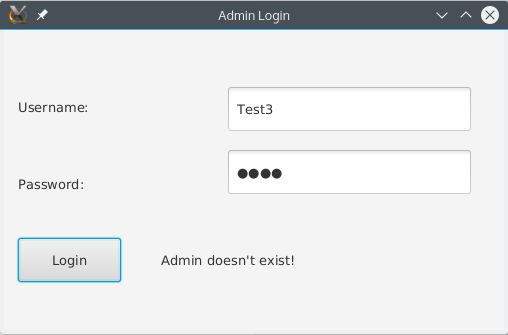 Admin Login
Username:
Test3
Password:
●●●●
Login
Admin doesn't exist!